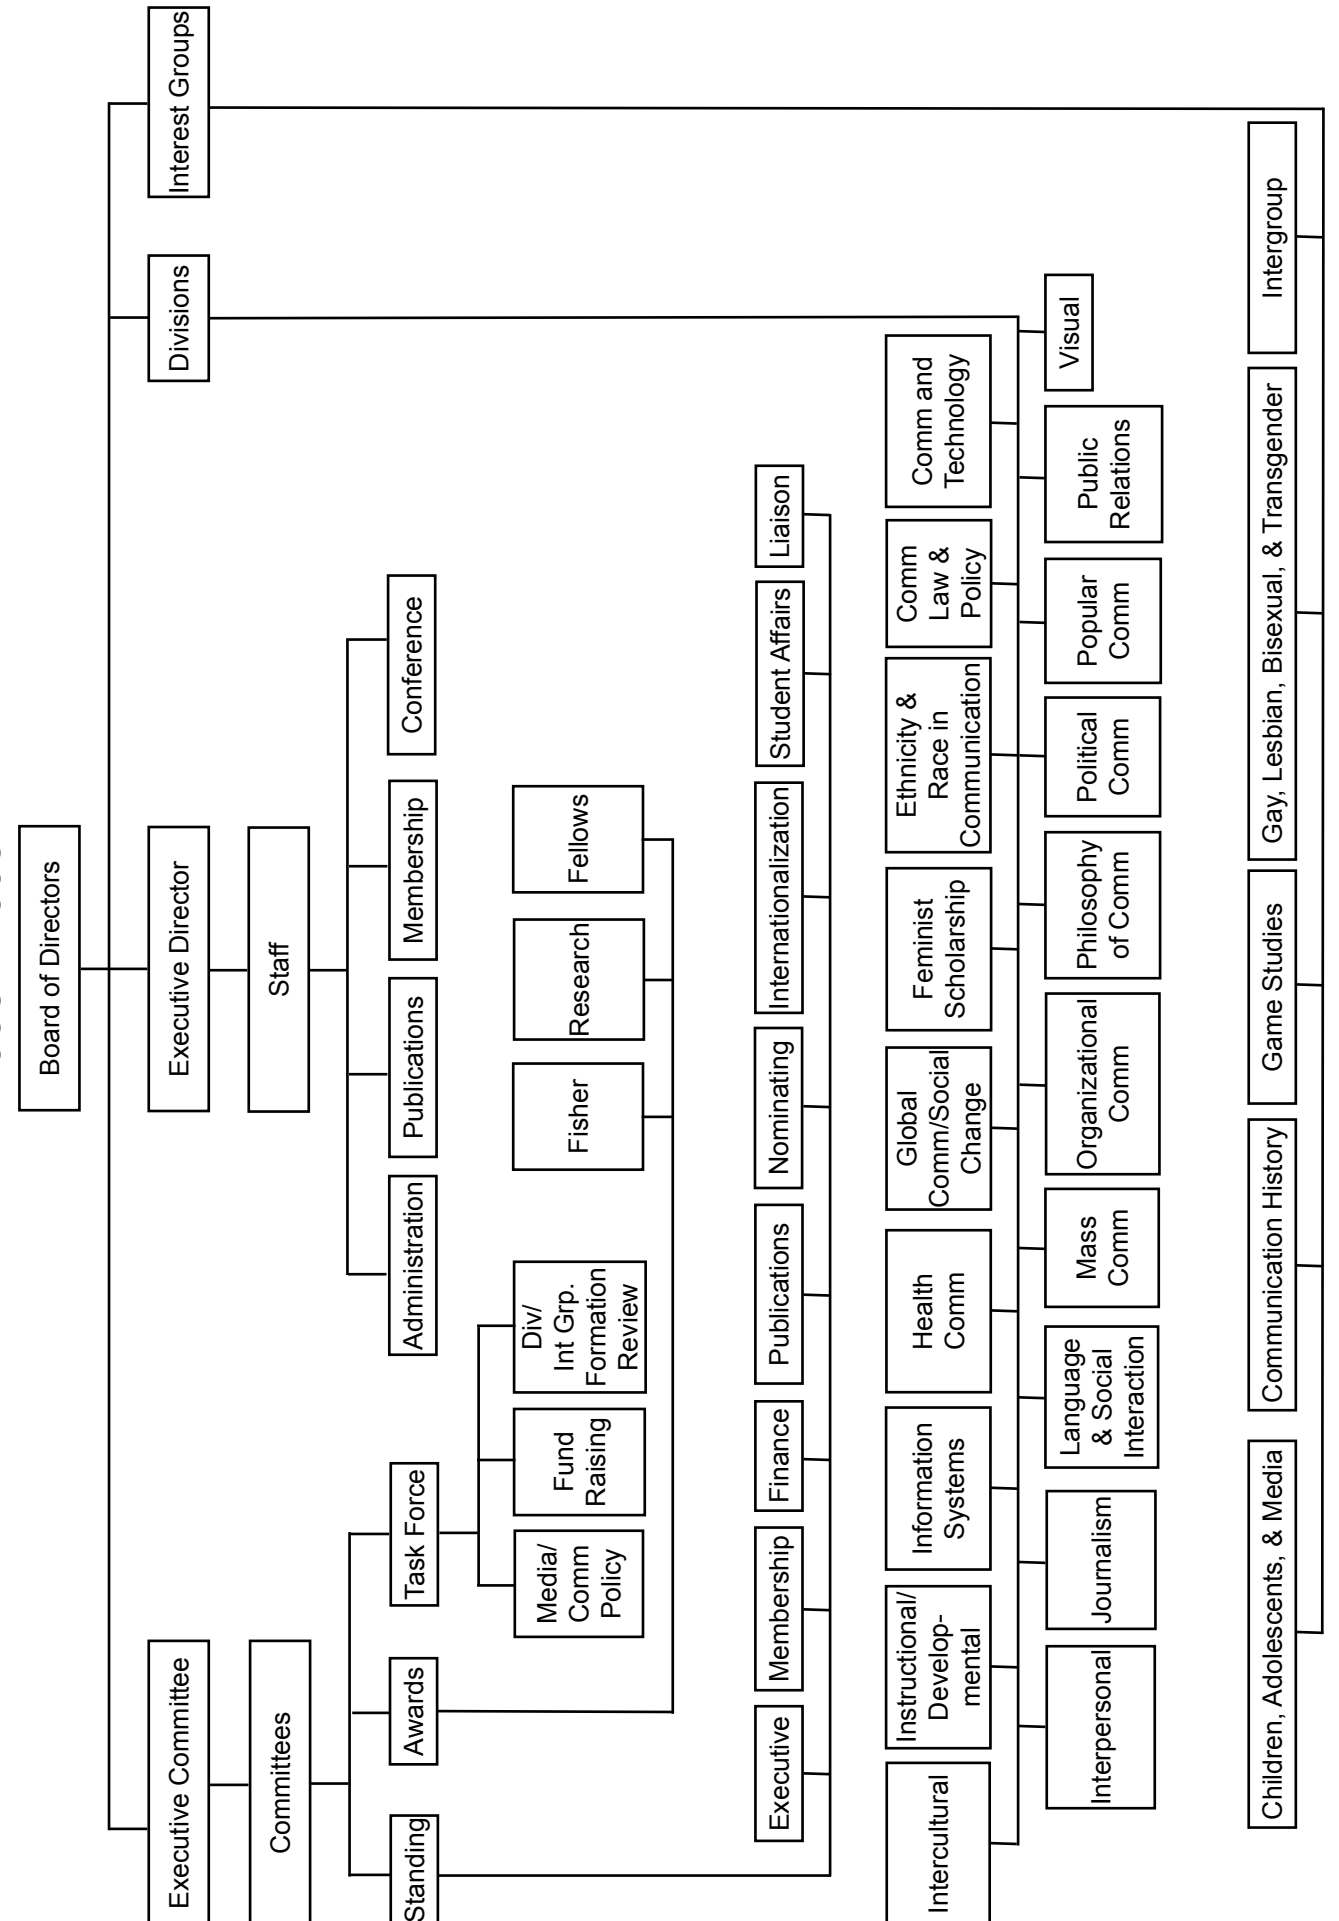 Board of Directors
Executive Committee
Executive Director
Divisions
Interest Groups
Committees
Staff
Standing
Awards
Task Force
Administration
Publications
Membership
Conference
Media/
Comm
Policy
Fund
Raising
Div/
Int Grp.
Formation
Review
Fisher
Research
Fellows
Executive
Membership
Finance
Publications
Nominating
Internationalization
Student Affairs
Liaison
Intercultural
Instructional/
Develop-
mental
Information
Systems
Health
Comm
Global
Comm/Social
Change
Feminist
Scholarship
Ethnicity &
Race in
Communication
Comm
Law &
Policy
Comm and
Technology
Interpersonal
Journalism
Language
& Social
Interaction
Mass
Comm
Organizational
Comm
Philosophy
of Comm
Political
Comm
Popular
Comm
Public
Relations
Visual
Children, Adolescents, & Media
Communication History
Game Studies
Gay, Lesbian, Bisexual, & Transgender
Intergroup